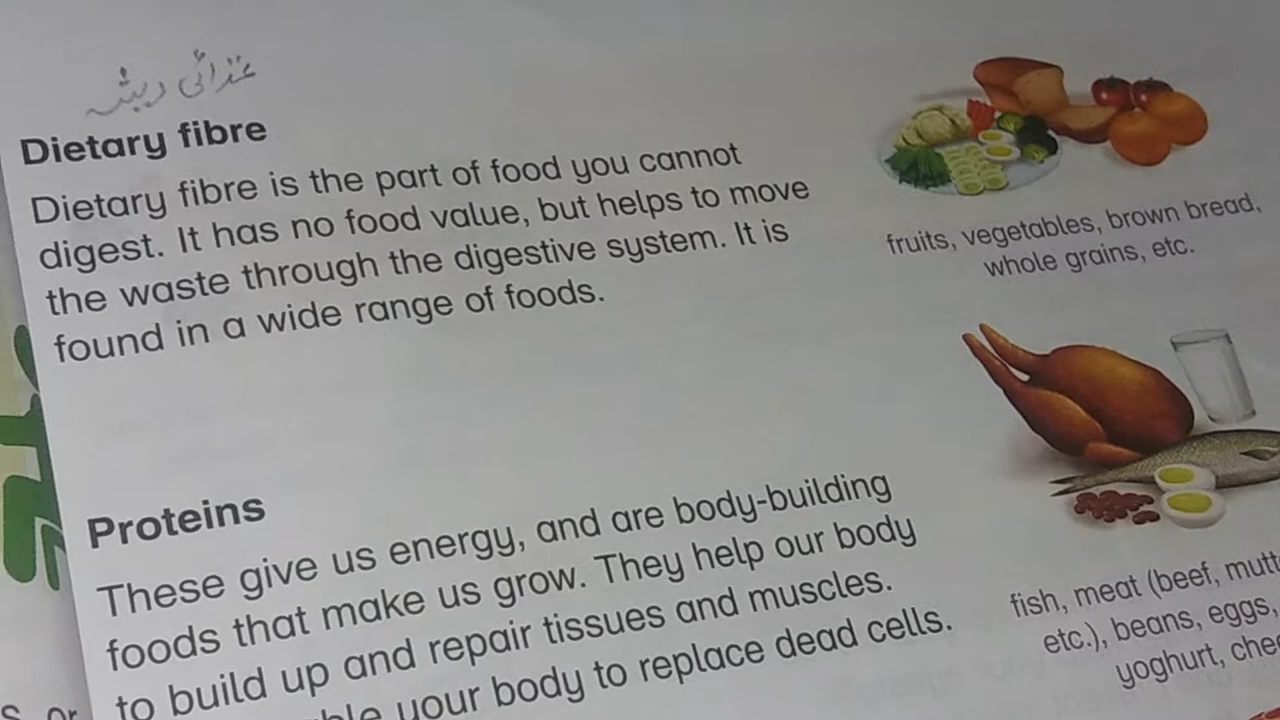 غذائی ریشہ
Dietary fibre
Dietary fibre is the part of food you cannot
digest. It has no food value, but helps to move
the waste through the digestive system. It is
found in a wide range of foods.
fruits, vegetables, brown bread,
whole grains, etc.
Proteins
These give us energy, and are body-building
foods that make us grow. They help our body
to build up and repair tissues and muscles.
your body to replace dead cells.
fish, meat (beef,
etc.), beans, eggs,
yoghurt,
or